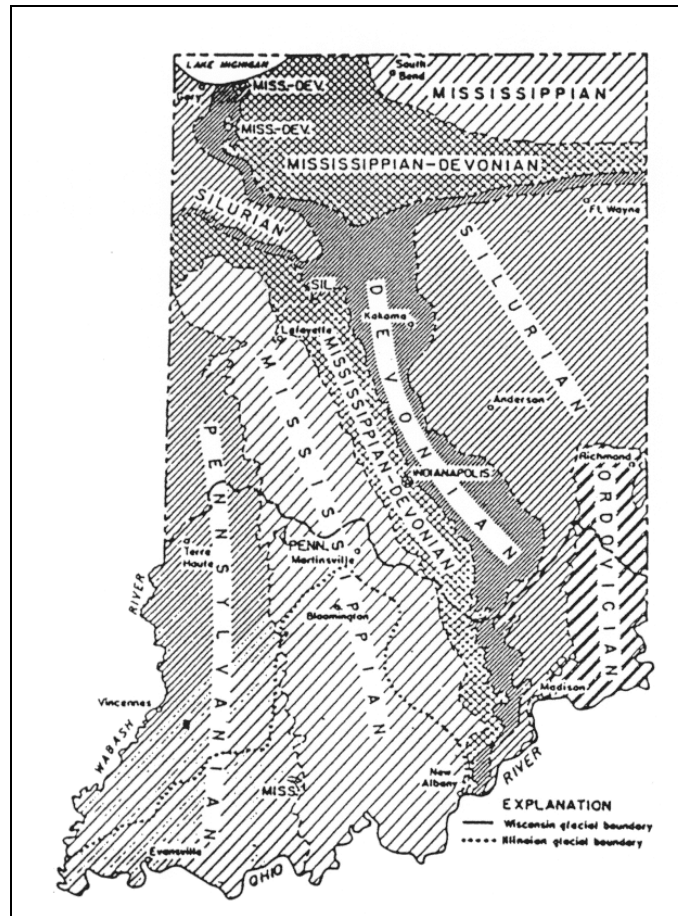 LAKE MICHIGAN
South
Bend
Gary
MISS.-DEV.
MISSISSIPPIAN
MISS.-DEV.
MISSISSIPPIAN-DEVONIAN
SILURIAN
Ft. Wayne
SILURIAN
SIL.
DEVONIAN
Kokomo
Lafayette
MISSISSIPPIAN
MISSISSIPPIAN-DEVONIAN
Anderson
PENNSYLVANIAN
INDIANAPOLIS
Richmond
ORDOVICIAN
Terre
Haute
PENN.
Martinsville
Bloomington
WABASH RIVER
Vincennes
Madison
MISS.
New
Albany
OHIO RIVER
Evansville
EXPLANATION
Wisconsin glacial boundary
Illinoian glacial boundary